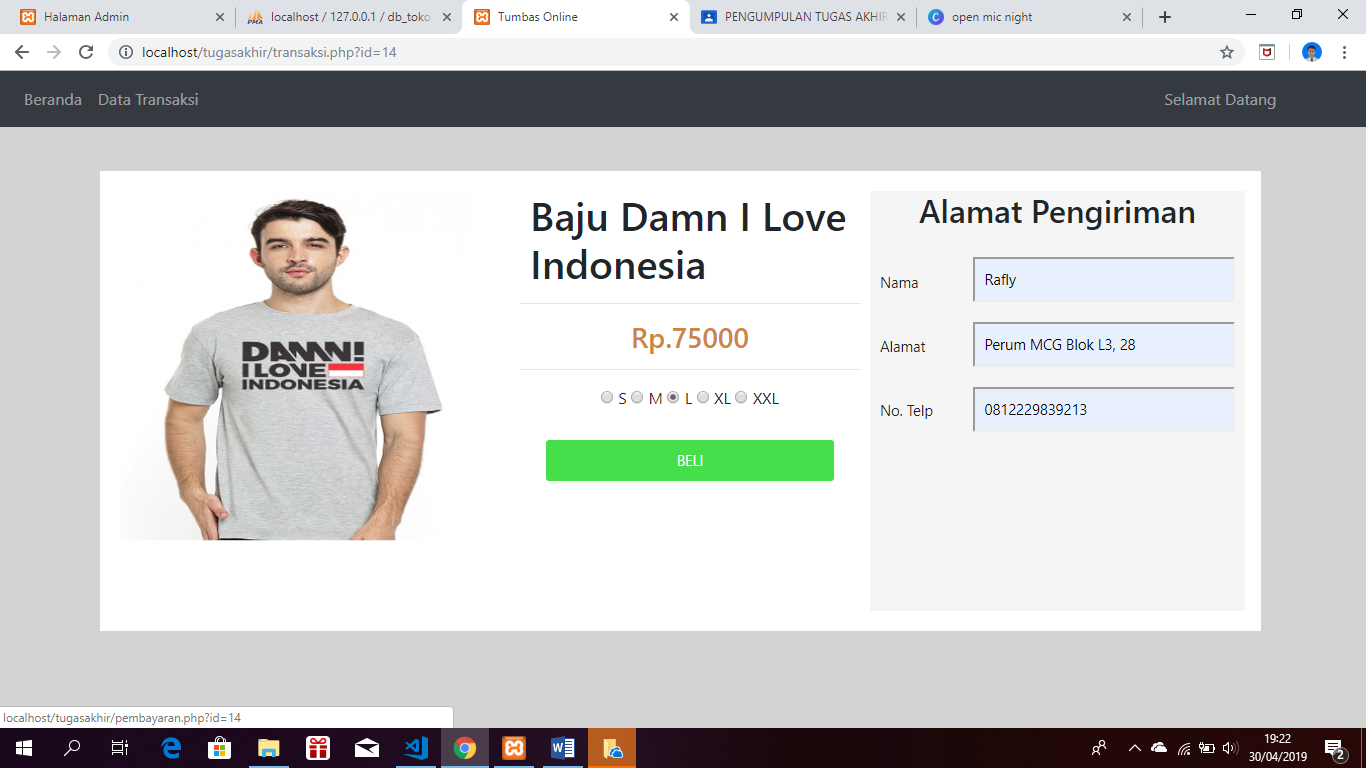 Halaman Admin
localhost / 127.0.0.1 / db_toko
Tumbas Online
PENGUMPULAN TUGAS AKHIR
open mic night
localhost/tugasakhir/transaksi.php?id=14
Beranda
Data Transaksi
Selamat Datang
DAMN!
I LOVE
INDONESIA
Baju Damn I Love
Indonesia
Rp.75000
S M L XL XXL
BELI
Alamat Pengiriman
Nama
Rafly
Alamat
Perum MCG Blok L3, 28
No. Telp
0812229839213
localhost/tugasakhir/pembayaran.php?id=14
19:22
30/04/2019
2